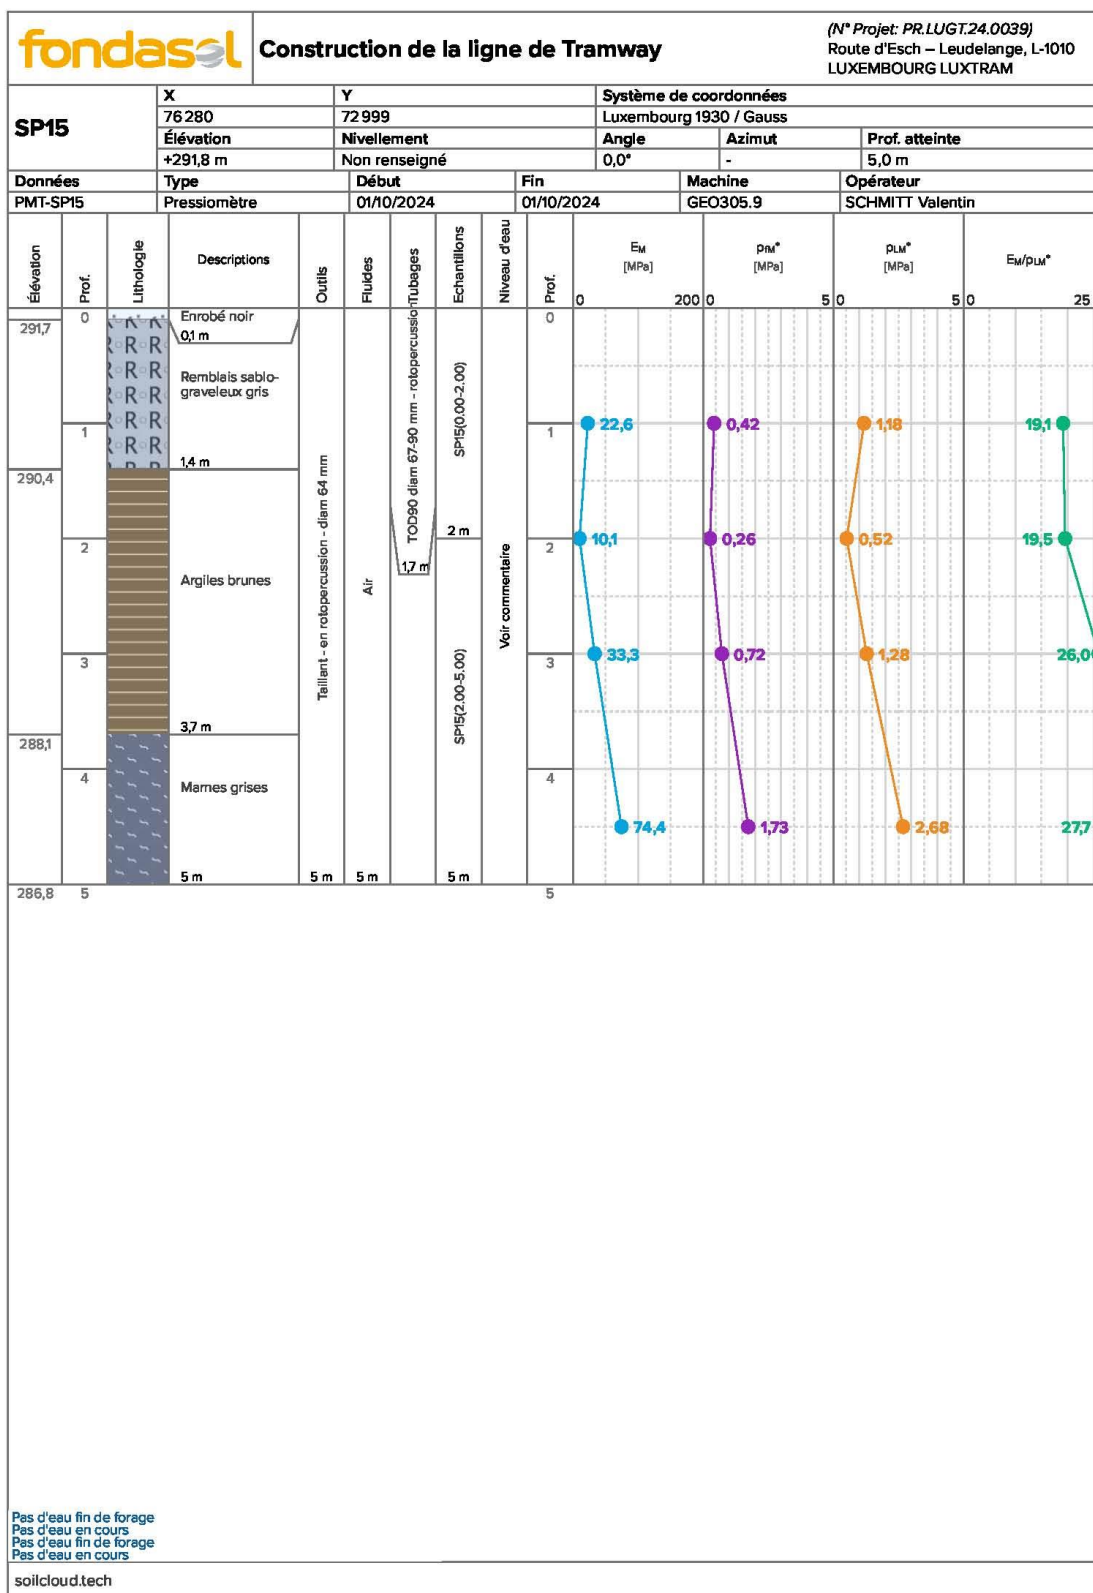 fondasol
Construction de la ligne de Tramway
(N° Projet: PR.LUGT.24.0039)
Route d'Esch – Leudelange, L-1010
LUXEMBOURG LUXTRAM
SP15
X
Y
Système de coordonnées
76 280
72 999
Luxembourg 1930 / Gauss
Élévation
Nivellement
Angle
Azimut
Prof. atteinte
+291,8 m
Non renseigné
0,0°
-
5,0 m
Données
Type
Début
Fin
Machine
Opérateur
PMT-SP15
Pressiomètre
01/10/2024
01/10/2024
GEO305.9
SCHMITT Valentin
Élévation
Prof.
Lithologie
Descriptions
Outils
Fluides
Tubages
Echantillons
Niveau d'eau
Prof.
EM
[MPa]
pfM*
[MPa]
pLM*
[MPa]
EM/pLM*
0
200
0
5
0
5
0
25
291,7
0
Enrobé noir
0,1 m
0
R R R
Remblais sablo-
graveleux gris
1
1,4 m
290,4
2
Argiles brunes
3
3,7 m
288,1
4
Marnes grises
5 m
286,8
5
Taillant - en rotopercussion - diam 64 mm
5 m
Air
5 m
TOD90 diam 67-90 mm - rotopercussion
1,7 m
SP15(0.00-2.00)
2 m
SP15(2.00-5.00)
5 m
Voir commentaire
1
22,6
0,42
1,18
19,1
2
10,1
0,26
0,52
19,5
3
33,3
0,72
1,28
26,0
4
74,4
1,73
2,68
27,7
5
Pas d'eau fin de forage
Pas d'eau en cours
Pas d'eau fin de forage
Pas d'eau en cours
soilcloud.tech